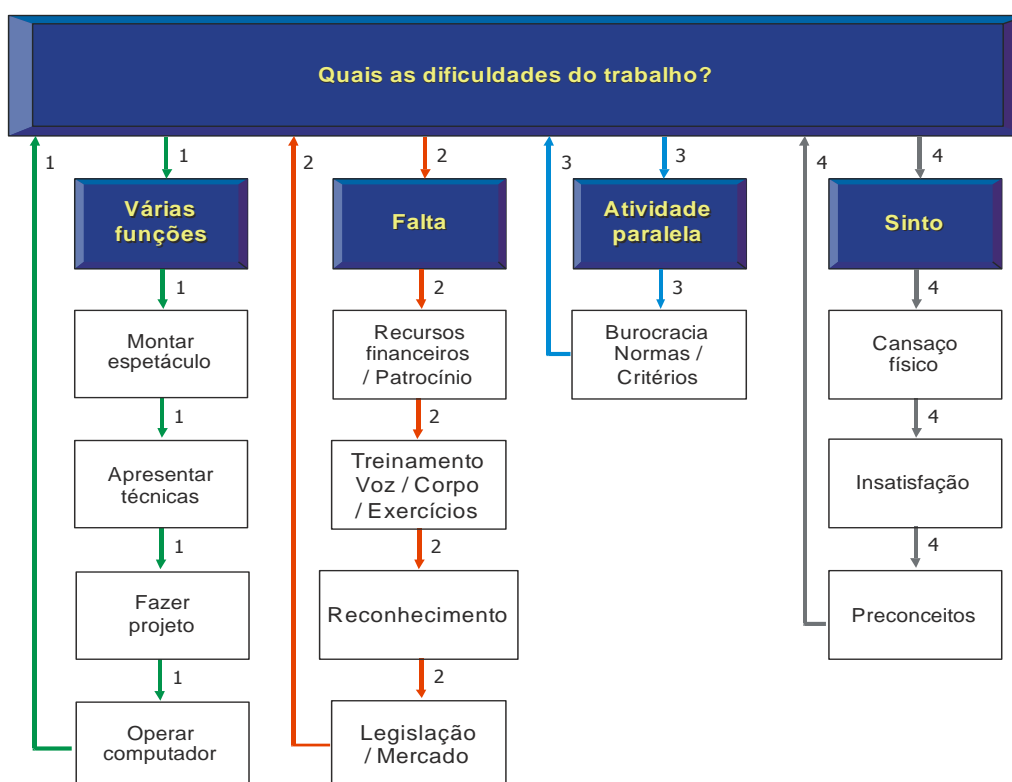 Quais as dificuldades do trabalho?
1
1
2
2
3
3
4
4
Várias
funções
Falta
Atividade
paralela
Sinto
1
2
3
4
Montar
espetáculo
Recursos
financeiros
/ Patrocínio
Burocracia
Normas /
Critérios
Cansaço
físico
1
2
4
Apresentar
técnicas
Treinamento
Voz / Corpo
/ Exercícios
Insatisfação
1
2
4
Fazer
projeto
Reconhecimento
Preconceitos
1
2
Operar
computador
Legislação
/ Mercado